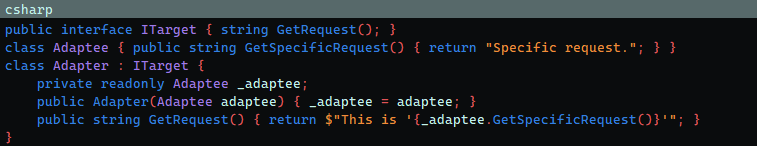 csharp
public interface ITarget { string GetRequest(); }
class Adaptee { public string GetSpecificRequest() { return "Specific request."; } }
class Adapter : ITarget {
    private readonly Adaptee _adaptee;
    public Adapter(Adaptee adaptee) { _adaptee = adaptee; }
    public string GetRequest() { return $"This is '{_adaptee.GetSpecificRequest()}'"; }
}